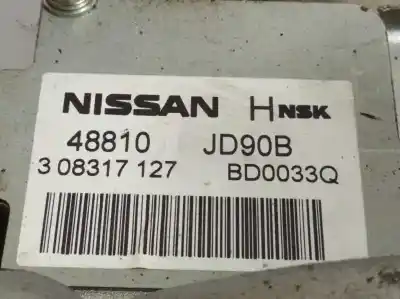 NISSAN H NSK
48810 JD90B
3 08317 127 BD0033Q